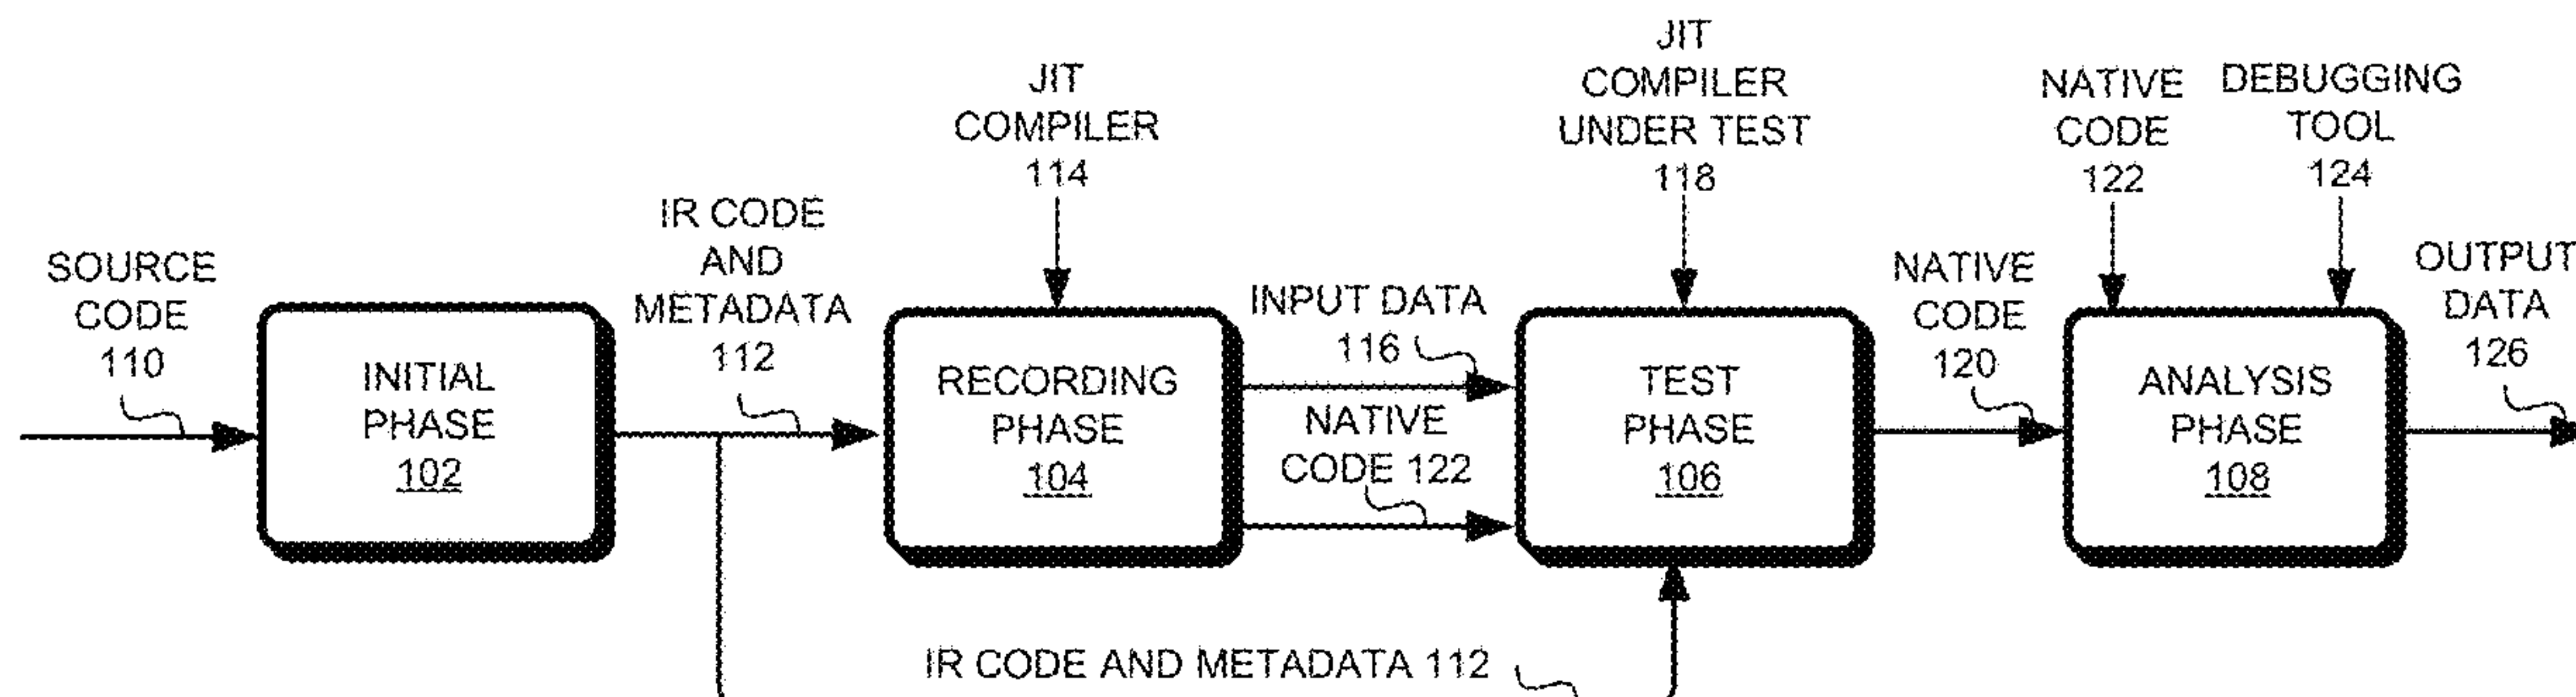 SOURCE
CODE
110
INITIAL
PHASE
102
IR CODE
AND
METADATA
112
JIT
COMPILER
114
RECORDING
PHASE
104
INPUT DATA
116
NATIVE
CODE 122
JIT
COMPILER
UNDER TEST
118
TEST
PHASE
106
IR CODE AND METADATA 112
NATIVE
CODE
120
NATIVE
CODE
122
DEBUGGING
TOOL
124
ANALYSIS
PHASE
108
OUTPUT
DATA
126